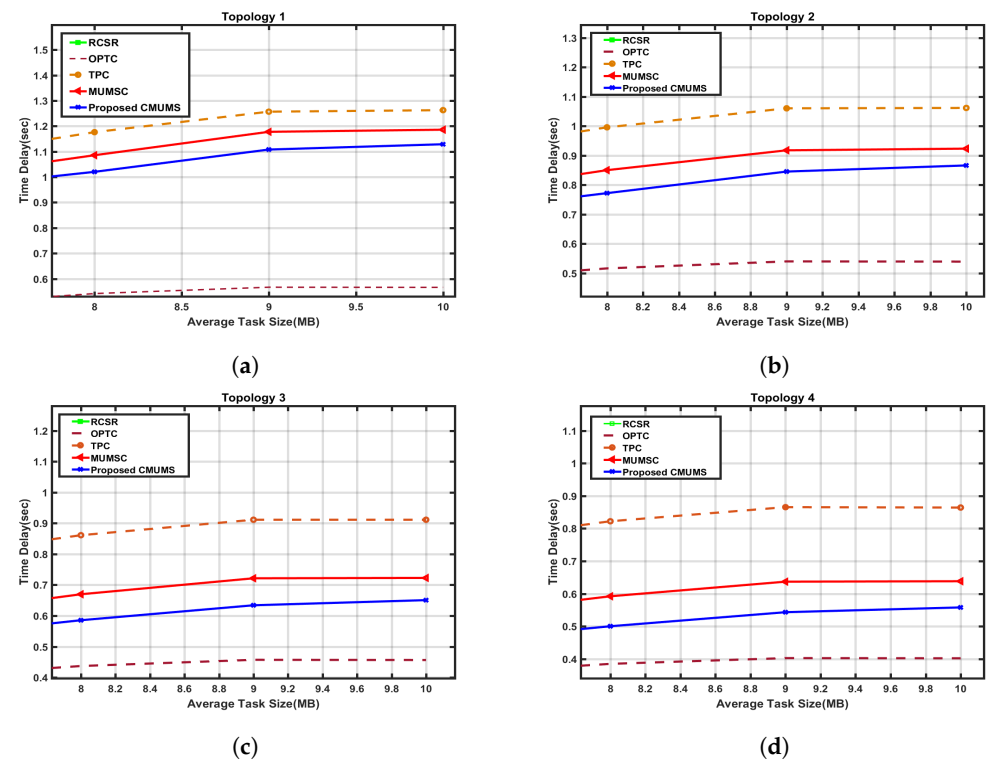 Topology 1
RCSR
OPTC
TPC
MUMSC
Proposed CMUMS
Time Delay(sec)
1.5
1.4
1.3
1.2
1.1
1
0.9
0.8
0.7
0.6
8 8.5 9 9.5 10
Average Task Size(MB)
(a)
Topology 2
RCSR
OPTC
TPC
MUMSC
Proposed CMUMS
Time Delay(sec)
1.3
1.2
1.1
1
0.9
0.8
0.7
0.6
0.5
8 8.2 8.4 8.6 8.8 9 9.2 9.4 9.6 9.8 10
Average Task Size(MB)
(b)
Topology 3
RCSR
OPTC
TPC
MUMSC
Proposed CMUMS
Time Delay(sec)
1.2
1.1
1
0.9
0.8
0.7
0.6
0.5
0.4
8 8.2 8.4 8.6 8.8 9 9.2 9.4 9.6 9.8 10
Average Task Size(MB)
(c)
Topology 4
RCSR
OPTC
TPC
MUMSC
Proposed CMUMS
Time Delay(sec)
1.1
1
0.9
0.8
0.7
0.6
0.5
0.4
8 8.2 8.4 8.6 8.8 9 9.2 9.4 9.6 9.8 10
Average Task Size(MB)
(d)